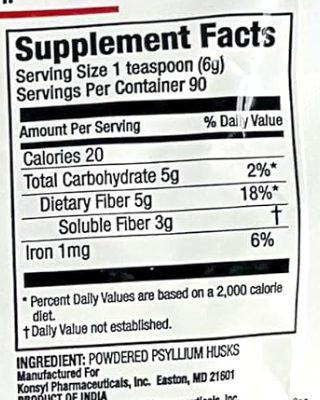 Supplement Facts
Serving Size 1 teaspoon (6g)
Servings Per Container 90
Amount Per Serving % Daily Value
Calories 20
Total Carbohydrate 5g 2%*
Dietary Fiber 5g 18%*
Soluble Fiber 3g †
Iron 1mg 6%
* Percent Daily Values are based on a 2,000 calorie
diet.
† Daily Value not established.
INGREDIENT: POWDERED PSYLLIUM HUSKS
Manufactured For
Konsyl Pharmaceuticals, Inc. Easton, MD 21601
PRODUCT OF INDIA